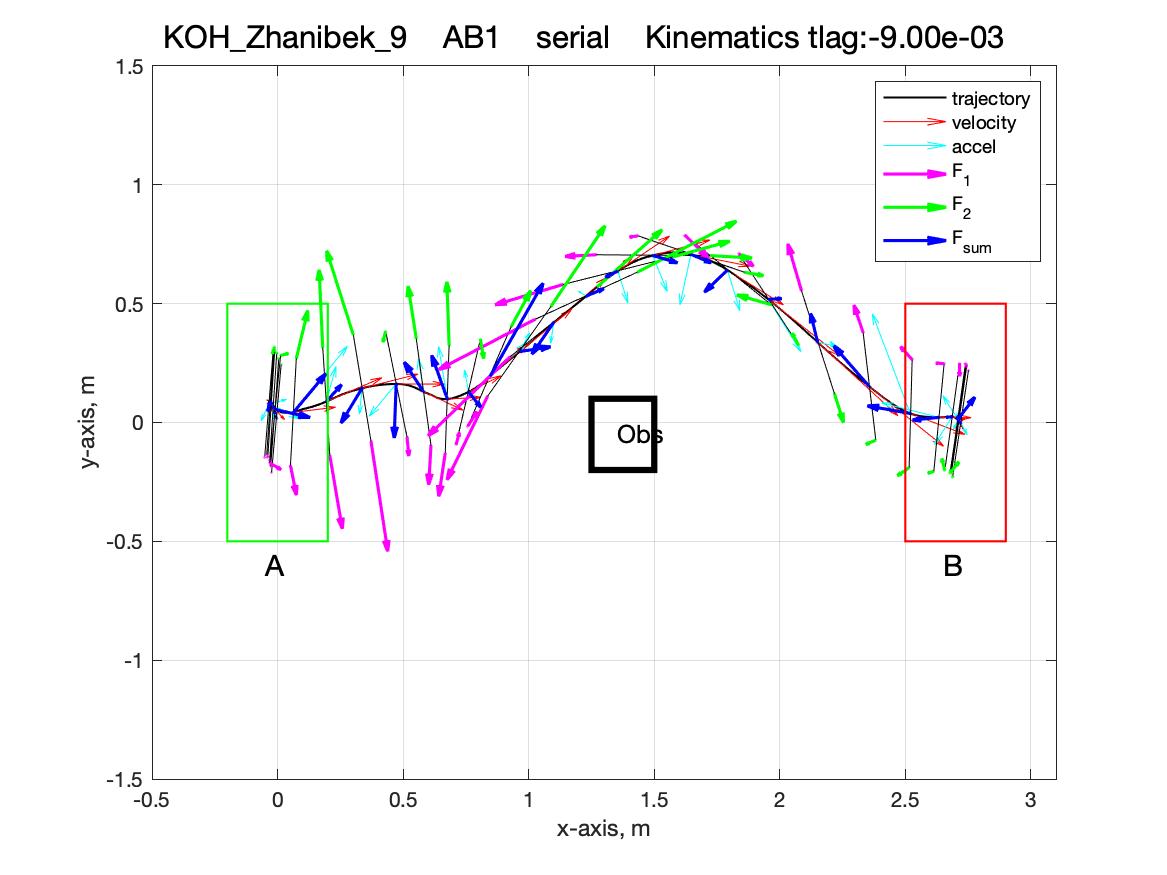 KOH_Zhanibek_9 AB1 serial Kinematics tlag:-9.00e-03
1.5
1
0.5
0
-0.5
-1
-1.5
y-axis, m
trajectory
velocity
accel
F1
F2
Fsum
Obs
A
B
-0.5 0 0.5 1 1.5 2 2.5 3
x-axis, m